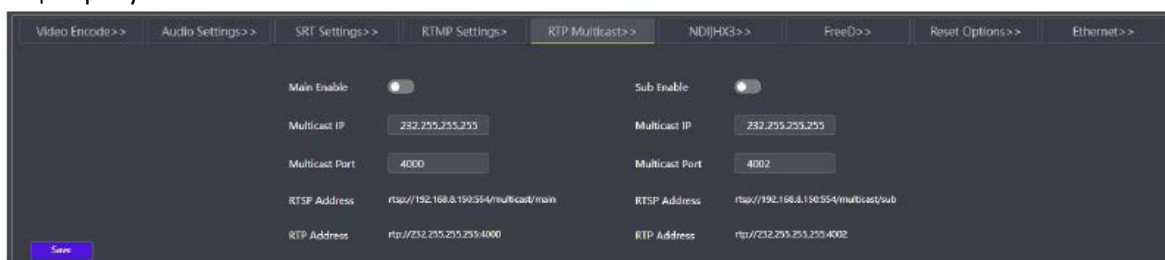 Video Encode>> Audio Settings>> SRT Settings>> RTMP Settings> RTP Multicast>> NDI|HX3>> FreeD>> Reset Options>> Ethernet>>
Main Enable Sub Enable
Multicast IP 232.255.255.255 Multicast IP 232.255.255.255
Multicast Port 4000 Multicast Port 4002
RTSP Address rtsp://192.168.8.150:554/multicast/main RTSP Address rtsp://192.168.8.150:554/multicast/sub
RTP Address rtp://232.255.255.255:4000 RTP Address rtp://232.255.255.255:4002
Save